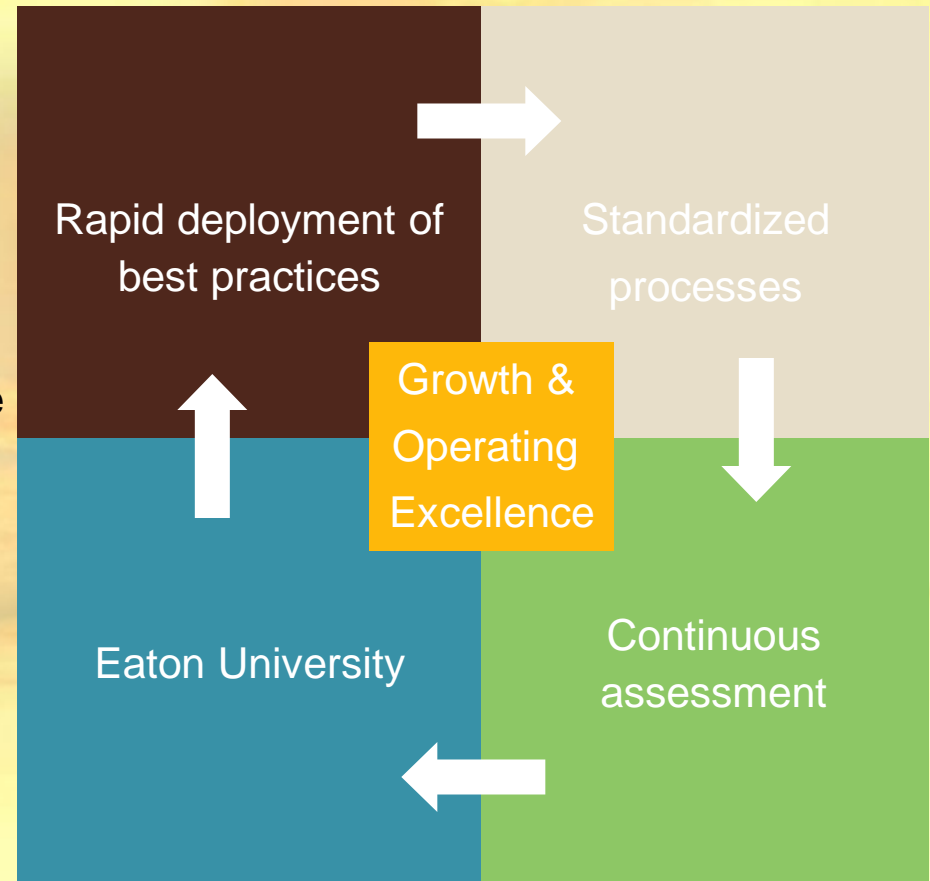 Rapid deployment of
best practices
Standardized
processes
Growth &
Operating
Excellence
Eaton University
Continuous
assessment